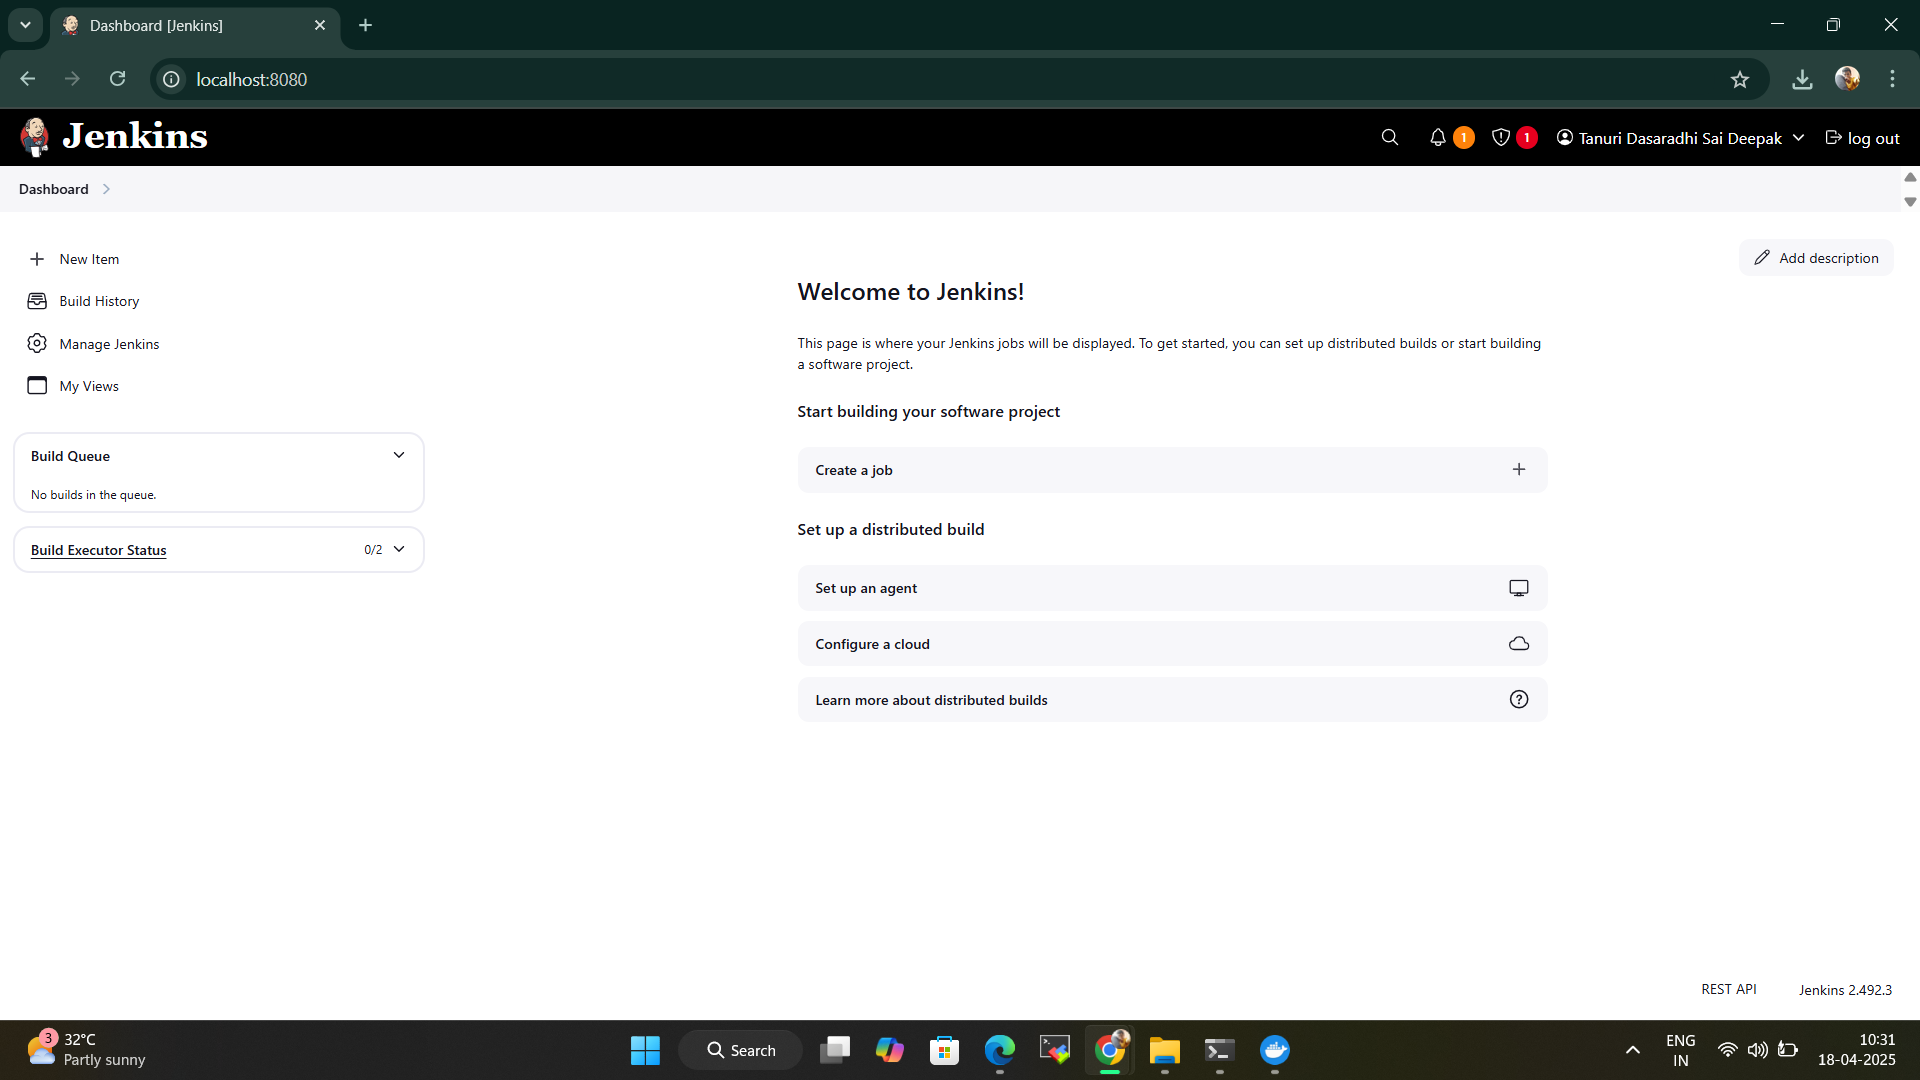 Dashboard [Jenkins]
localhost:8080
Jenkins
1
1
Tanuri Dasaradhi Sai Deepak
log out
Dashboard
New Item
Build History
Manage Jenkins
My Views
Build Queue
No builds in the queue.
Build Executor Status
0/2
Add description
Welcome to Jenkins!
This page is where your Jenkins jobs will be displayed. To get started, you can set up distributed builds or start building
a software project.
Start building your software project
Create a job
Set up a distributed build
Set up an agent
Configure a cloud
Learn more about distributed builds
REST API
Jenkins 2.492.3
3
32°C
Partly sunny
Search
ENG
IN
10:31
18-04-2025